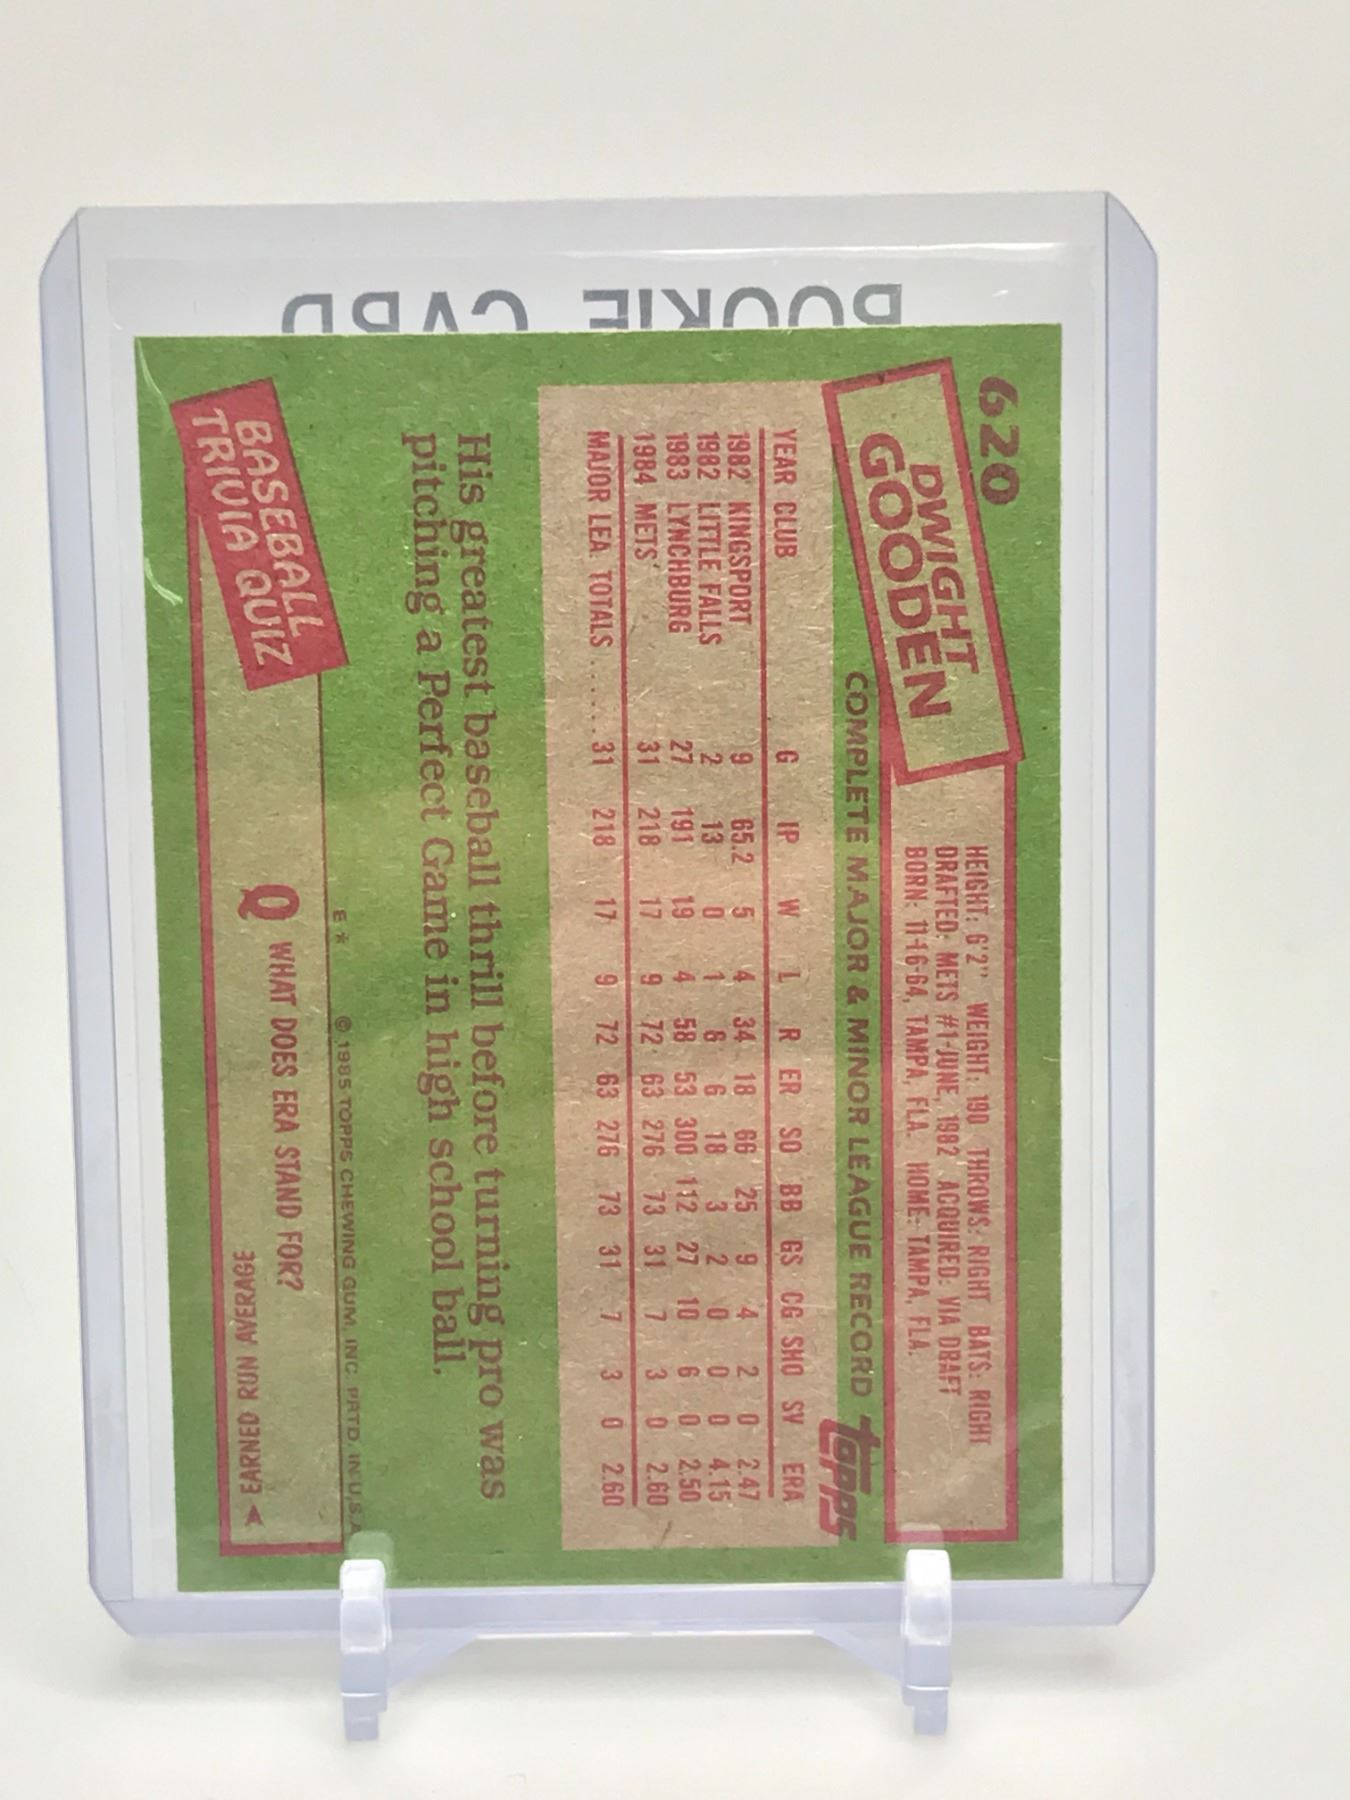 ROOKIE CARD
620
DWIGHT
GOODEN
HEIGHT: 6'2" WEIGHT: 190 THROWS: RIGHT BATS: RIGHT
DRAFTED: METS #1-JUNE, 1982 ACQUIRED: VIA DRAFT
BORN: 11-16-64, TAMPA, FLA. HOME: TAMPA, FLA.
COMPLETE MAJOR & MINOR LEAGUE RECORD
topps
YEAR CLUB G IP W L R ER SO BB GS CG SHO SV ERA
1982 KINGSPORT 9 65.2 5 4 34 18 66 25 9 4 2 0 2.47
1982 LITTLE FALLS 2 13 0 1 8 6 18 3 2 0 0 0 4.15
1983 LYNCHBURG 27 191 19 4 58 53 300 112 27 10 6 0 2.50
1984 METS 31 218 17 9 72 63 276 73 31 7 3 0 2.60
MAJOR LEA. TOTALS ...... 31 218 17 9 72 63 276 73 31 7 3 0 2.60
His greatest baseball thrill before turning pro was
pitching a Perfect Game in high school ball.
E* © 1985 TOPPS CHEWING GUM, INC. PRTD. IN U.S.A.
BASEBALL
TRIVIA QUIZ
Q WHAT DOES ERA STAND FOR?
EARNED RUN AVERAGE